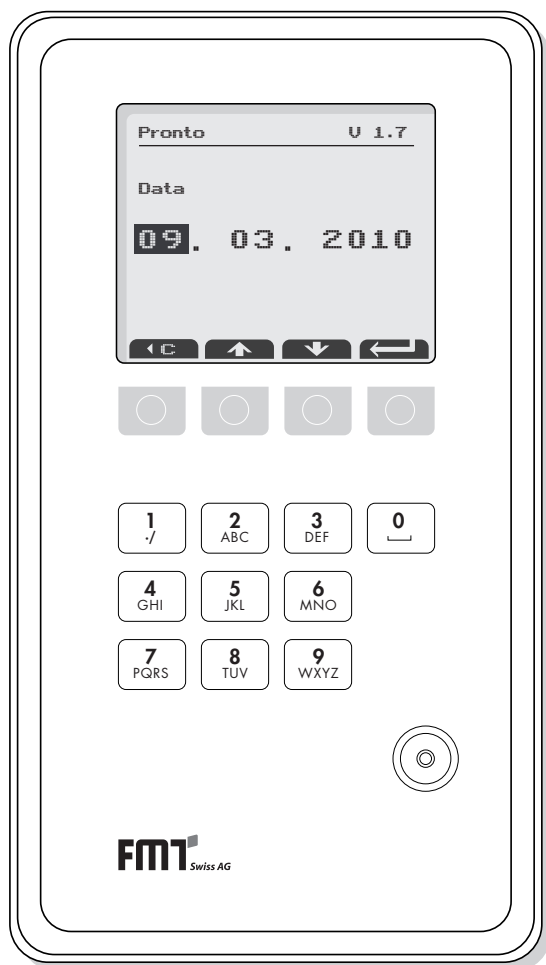 Pronto V 1.7
Data
09. 03. 2010
C
1 2 3 0
./ ABC DEF
4 5 6
GHI JKL MNO
7 8 9
PQRS TUV WXYZ
FMT Swiss AG